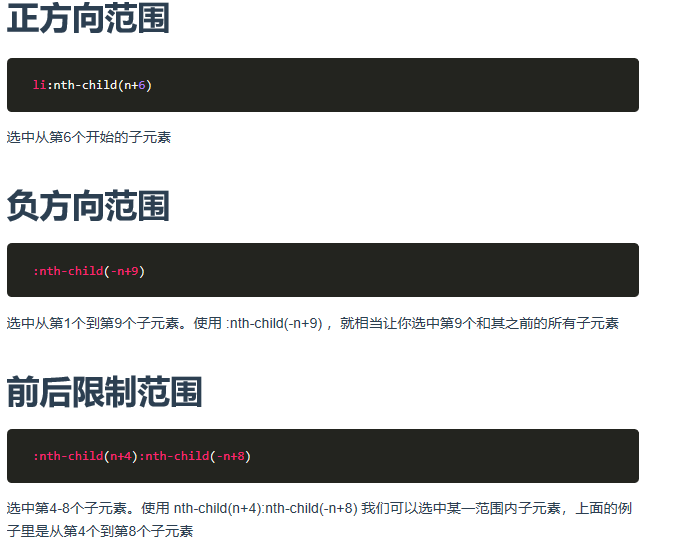 正方向范围
li:nth-child(n+6)
选中从第6个开始的子元素
负方向范围
:nth-child(-n+9)
选中从第1个到第9个子元素。使用 :nth-child(-n+9) ，就相当让你选中第9个和其之前的所有子元素
前后限制范围
:nth-child(n+4):nth-child(-n+8)
选中第4-8个子元素。使用 nth-child(n+4):nth-child(-n+8) 我们可以选中某一范围内子元素，上面的例
子里是从第4个到第8个子元素